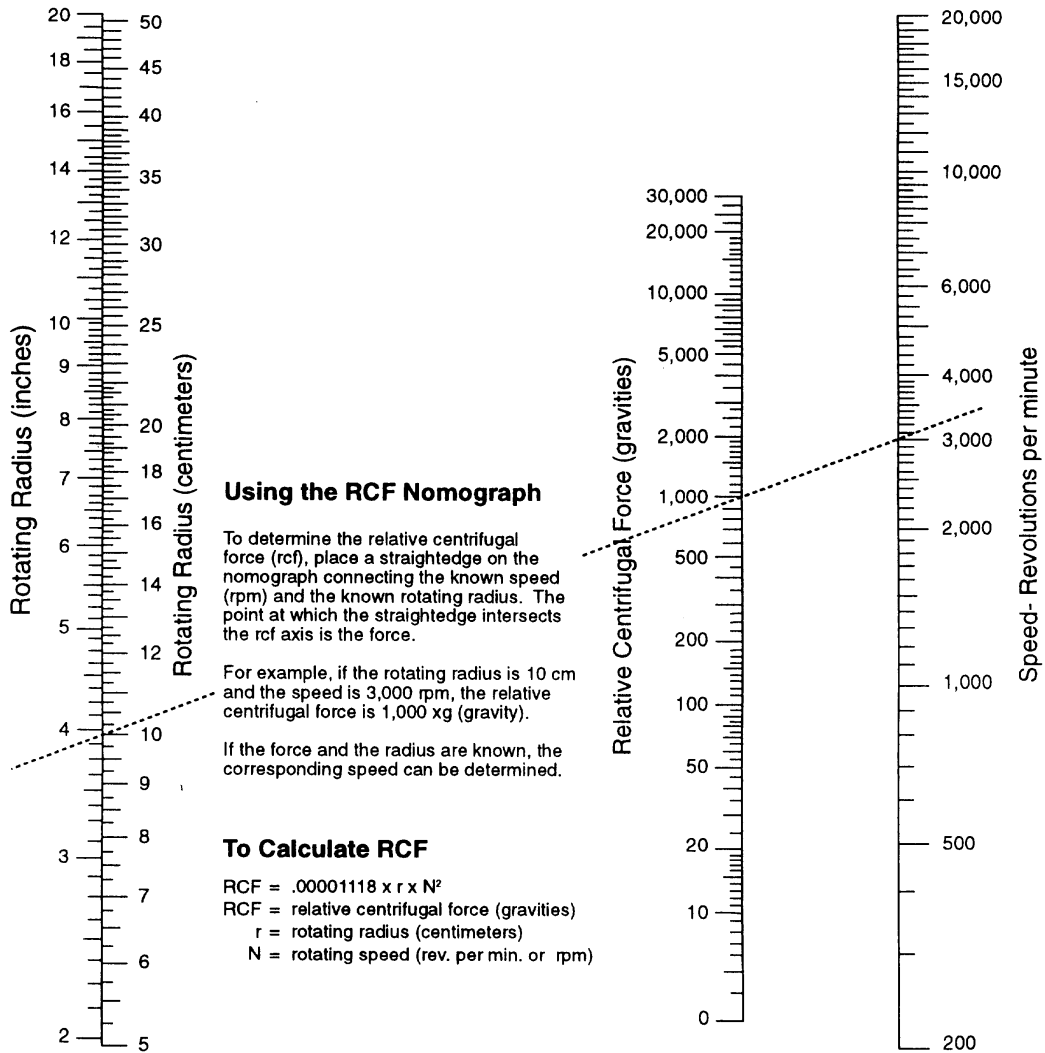 20
18
16
14
12
10
9
8
7
6
5
4
3
2
Rotating Radius (inches)
50
45
40
35
30
25
20
18
16
14
12
10
9
8
7
6
5
Rotating Radius (centimeters)
Using the RCF Nomograph
To determine the relative centrifugal
force (rcf), place a straightedge on the
nomograph connecting the known speed
(rpm) and the known rotating radius. The
point at which the straightedge intersects
the rcf axis is the force.
For example, if the rotating radius is 10 cm
and the speed is 3,000 rpm, the relative
centrifugal force is 1,000 xg (gravity).
If the force and the radius are known, the
corresponding speed can be determined.
To Calculate RCF
RCF = .00001118 x r x N²
RCF = relative centrifugal force (gravities)
r = rotating radius (centimeters)
N = rotating speed (rev. per min. or rpm)
Relative Centrifugal Force (gravities)
30,000
20,000
10,000
5,000
2,000
1,000
500
200
100
50
20
10
0
20,000
15,000
10,000
6,000
4,000
3,000
2,000
1,000
500
200
Speed- Revolutions per minute